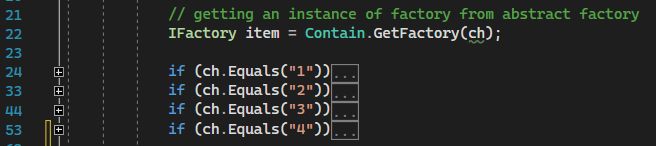 21 // getting an instance of factory from abstract factory
22 IFactory item = Contain.GetFactory(ch);
24 if (ch.Equals("1"))...
33 if (ch.Equals("2"))...
44 if (ch.Equals("3"))...
53 if (ch.Equals("4"))...